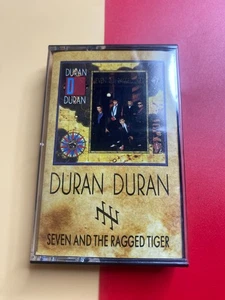 DURAN
DURAN
DURAN DURAN
SEVEN AND THE RAGGED TIGER